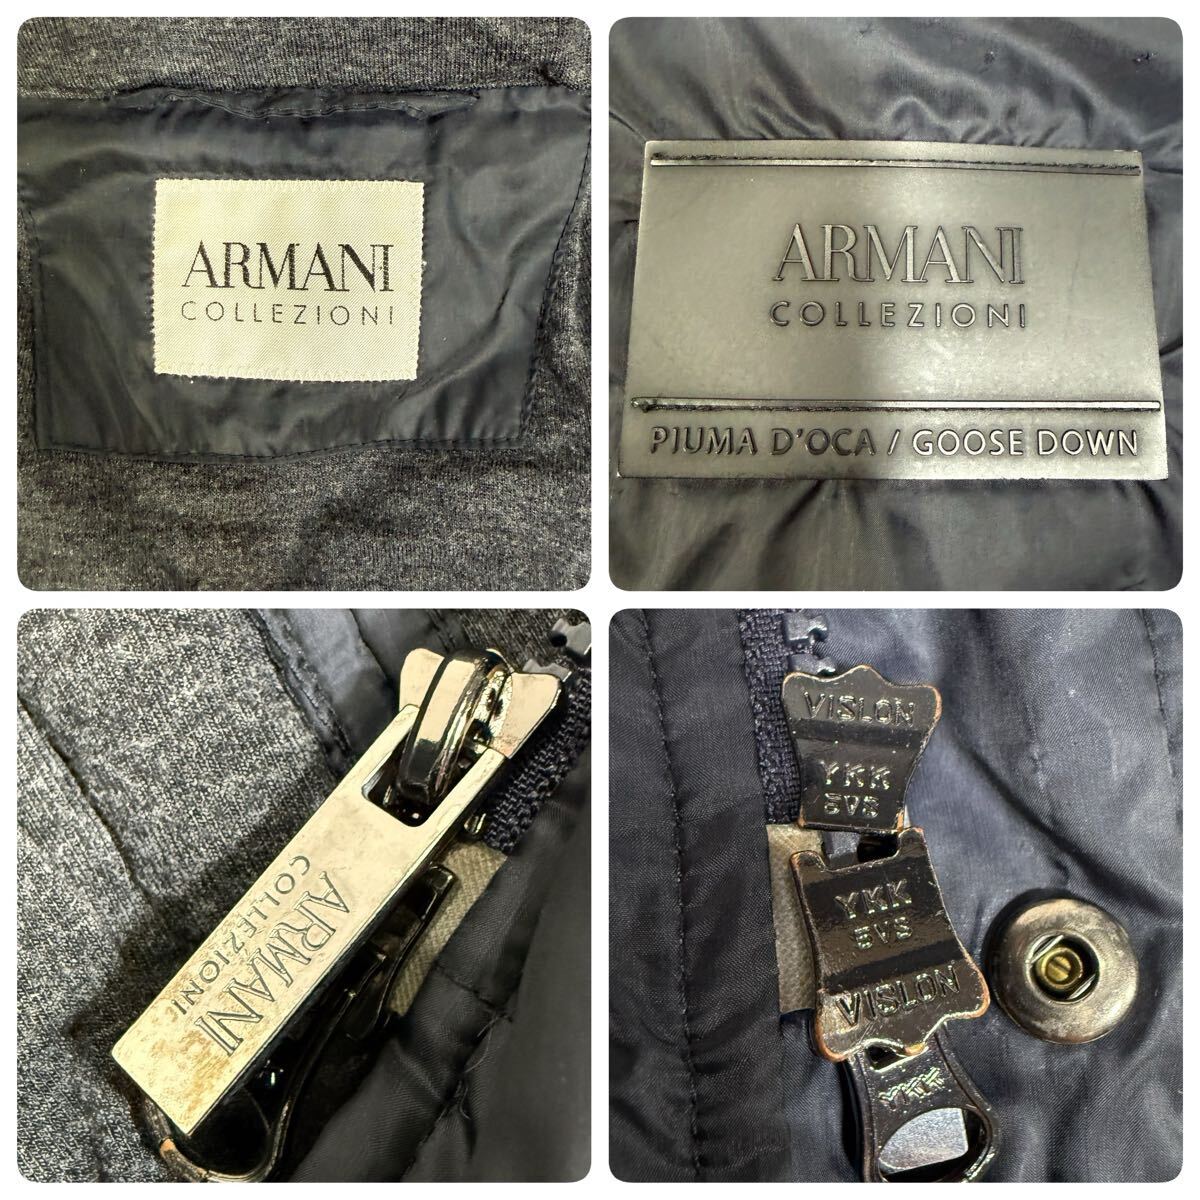 ARMANI
COLLEZIONI
ARMANI
COLLEZIONI
PIUMA D'OCA / GOOSE DOWN
ARMANI
COLLEZIONI
VISLON
YKK
5VS
YKK
5VS
VISLON
YKK